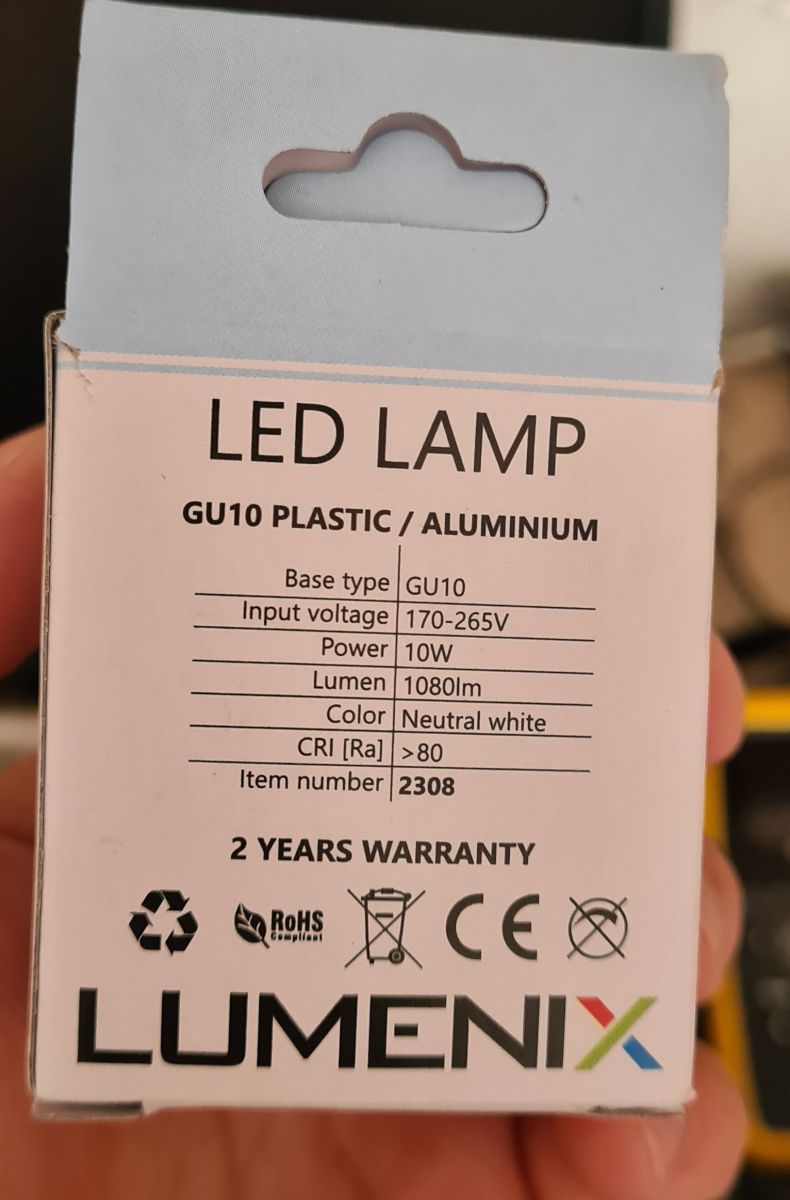 LED LAMP
GU10 PLASTIC / ALUMINIUM
Base type GU10
Input voltage 170-265V
Power 10W
Lumen 1080lm
Color Neutral white
CRI [Ra] >80
Item number 2308
2 YEARS WARRANTY
RoHS
Compliant
CE
LUMENIX